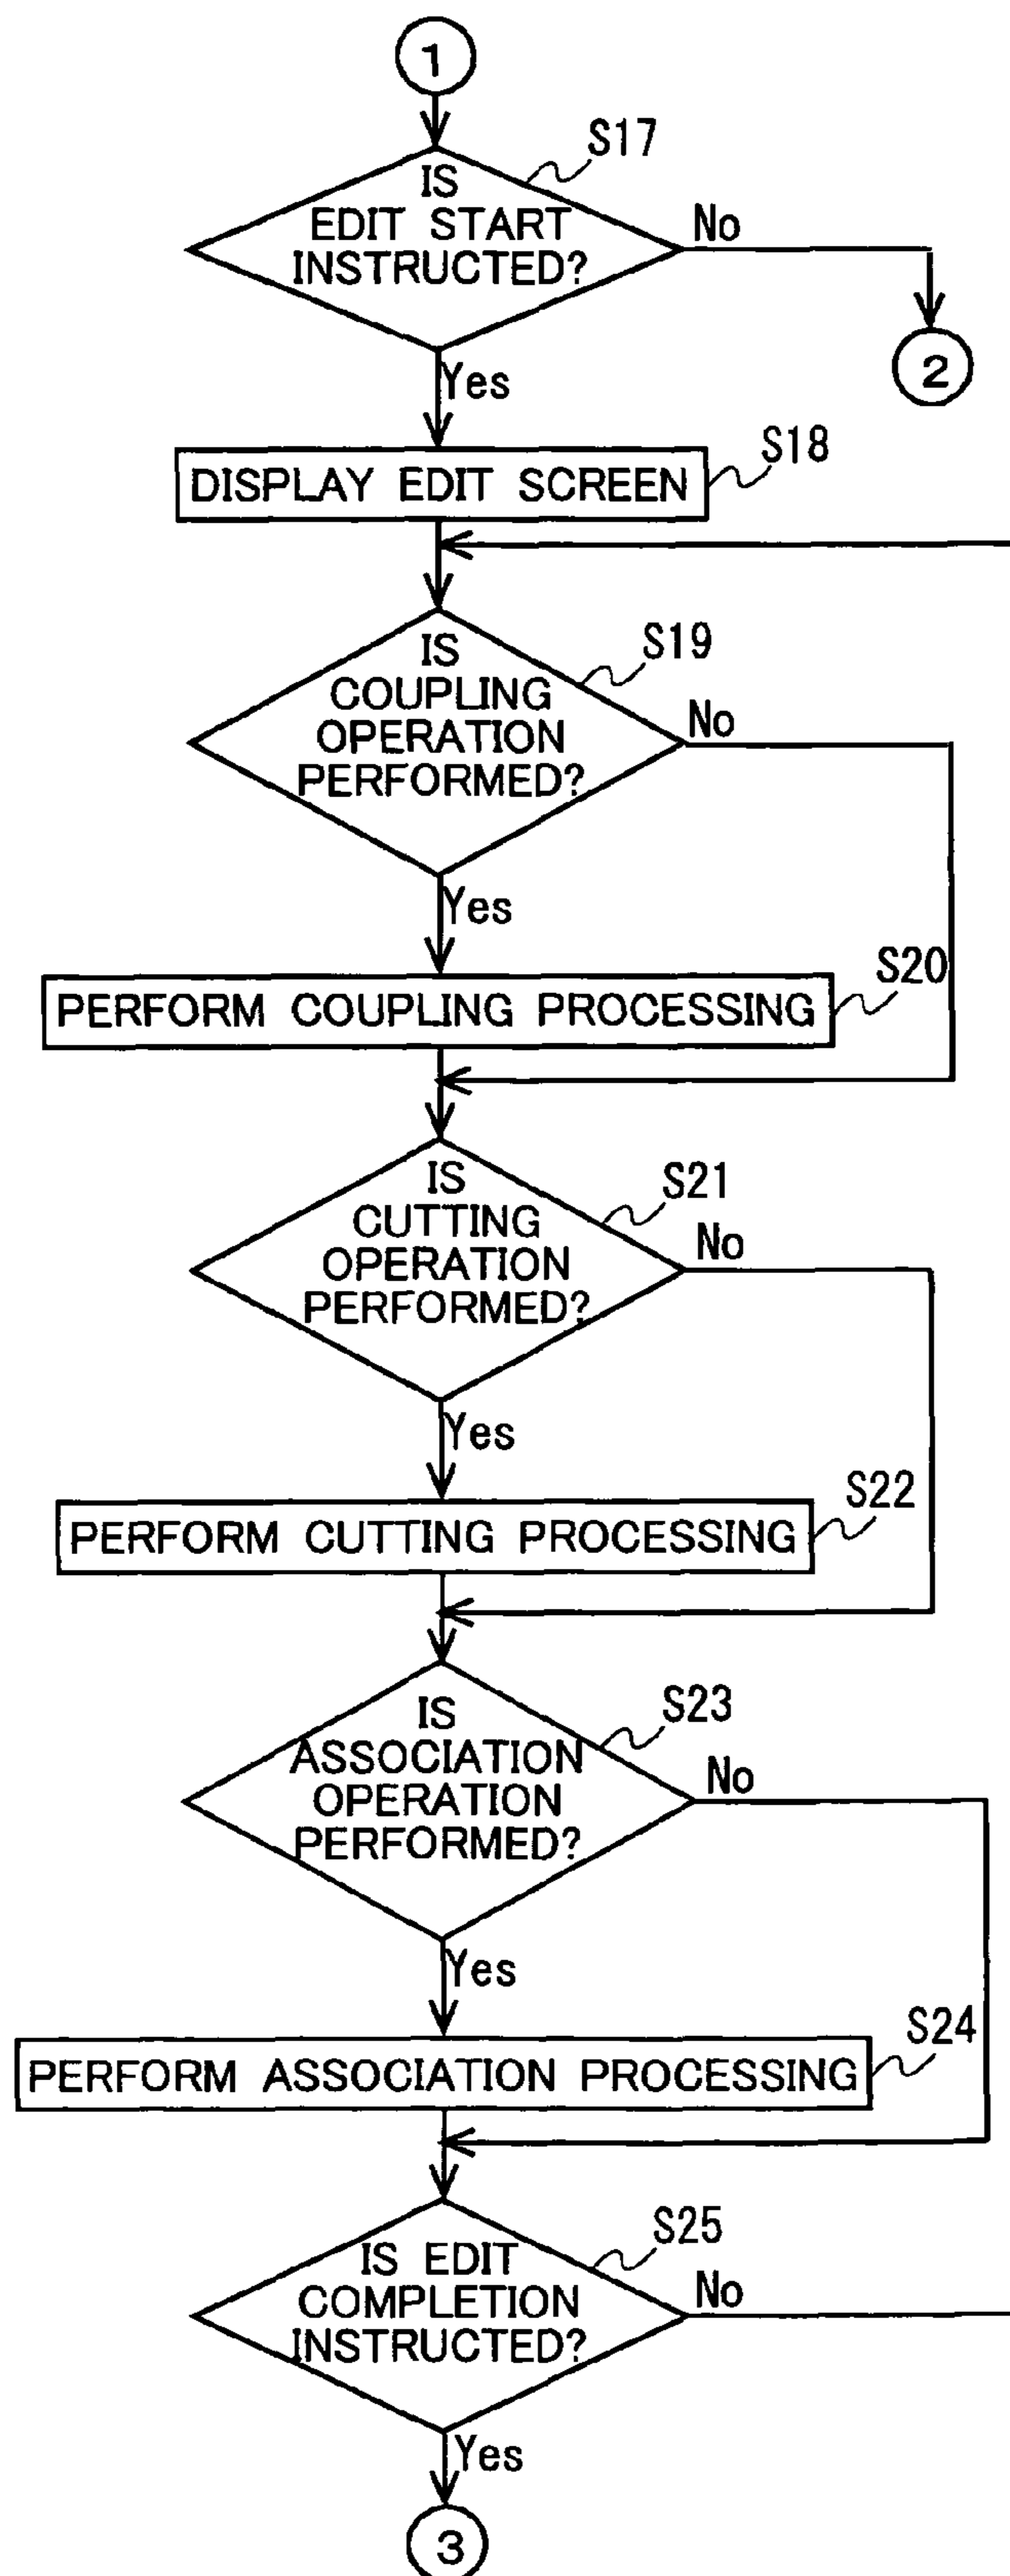 1
S17
IS
EDIT START
INSTRUCTED?
No
2
Yes
S18
DISPLAY EDIT SCREEN
S19
IS
COUPLING
OPERATION
PERFORMED?
No
Yes
S20
PERFORM COUPLING PROCESSING
S21
IS
CUTTING
OPERATION
PERFORMED?
No
Yes
S22
PERFORM CUTTING PROCESSING
S23
IS
ASSOCIATION
OPERATION
PERFORMED?
No
Yes
S24
PERFORM ASSOCIATION PROCESSING
S25
IS EDIT
COMPLETION
INSTRUCTED?
No
Yes
3